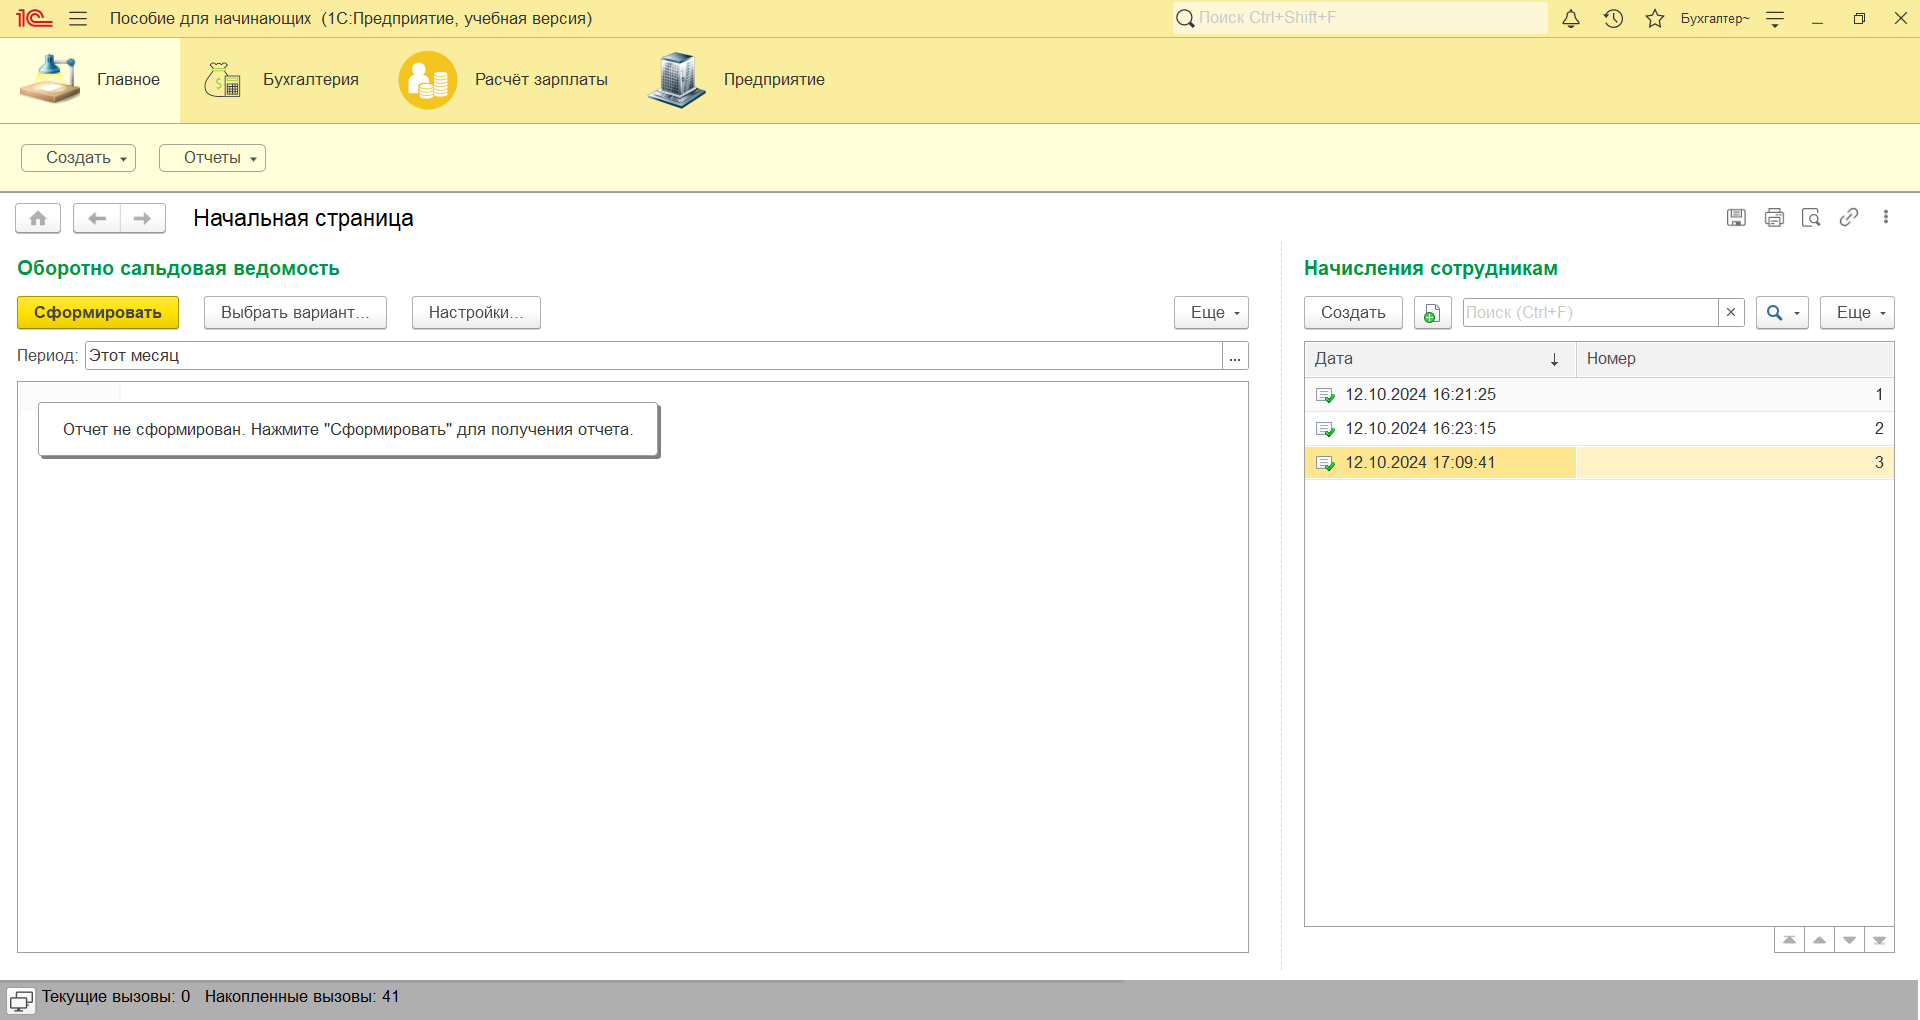 1С Пособие для начинающих (1С:Предприятие, учебная версия) Поиск Ctrl+Shift+F Бухгалтер~
Главное Бухгалтерия Расчёт зарплаты Предприятие
Создать Отчеты
Начальная страница
Оборотно сальдовая ведомость
Сформировать Выбрать вариант... Настройки... Еще
Период: Этот месяц ...
Отчет не сформирован. Нажмите "Сформировать" для получения отчета.
Начисления сотрудникам
Создать Поиск (Ctrl+F) × Еще
Дата ↓ Номер
12.10.2024 16:21:25 1
12.10.2024 16:23:15 2
12.10.2024 17:09:41 3
Текущие вызовы: 0 Накопленные вызовы: 41